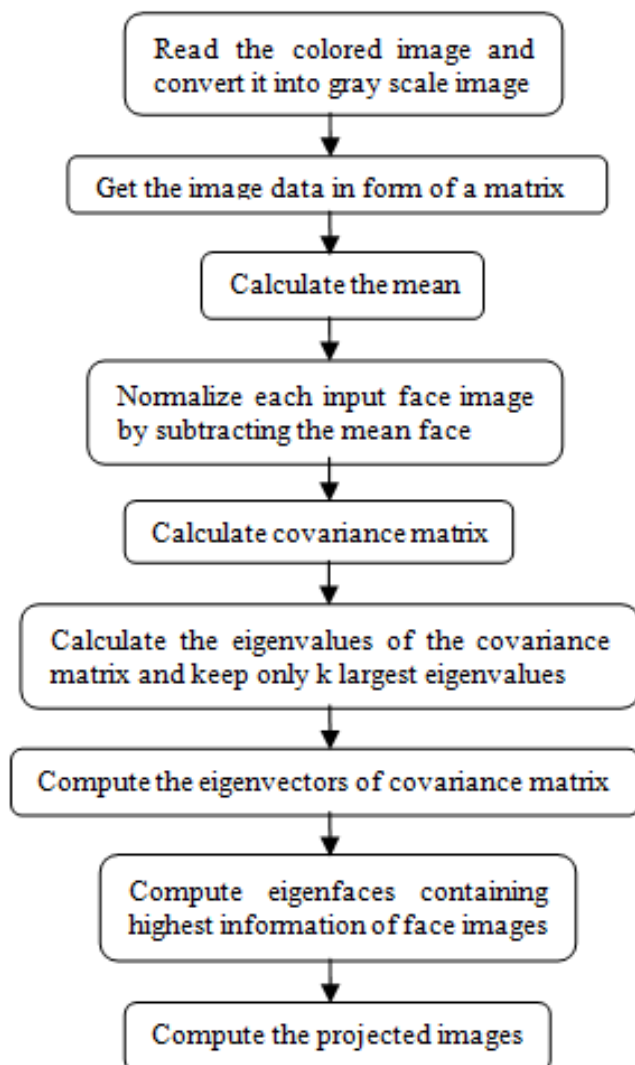 Read the colored image and
convert it into gray scale image
Get the image data in form of a matrix
Calculate the mean
Normalize each input face image
by subtracting the mean face
Calculate covariance matrix
Calculate the eigenvalues of the covariance
matrix and keep only k largest eigenvalues
Compute the eigenvectors of covariance matrix
Compute eigenfaces containing
highest information of face images
Compute the projected images